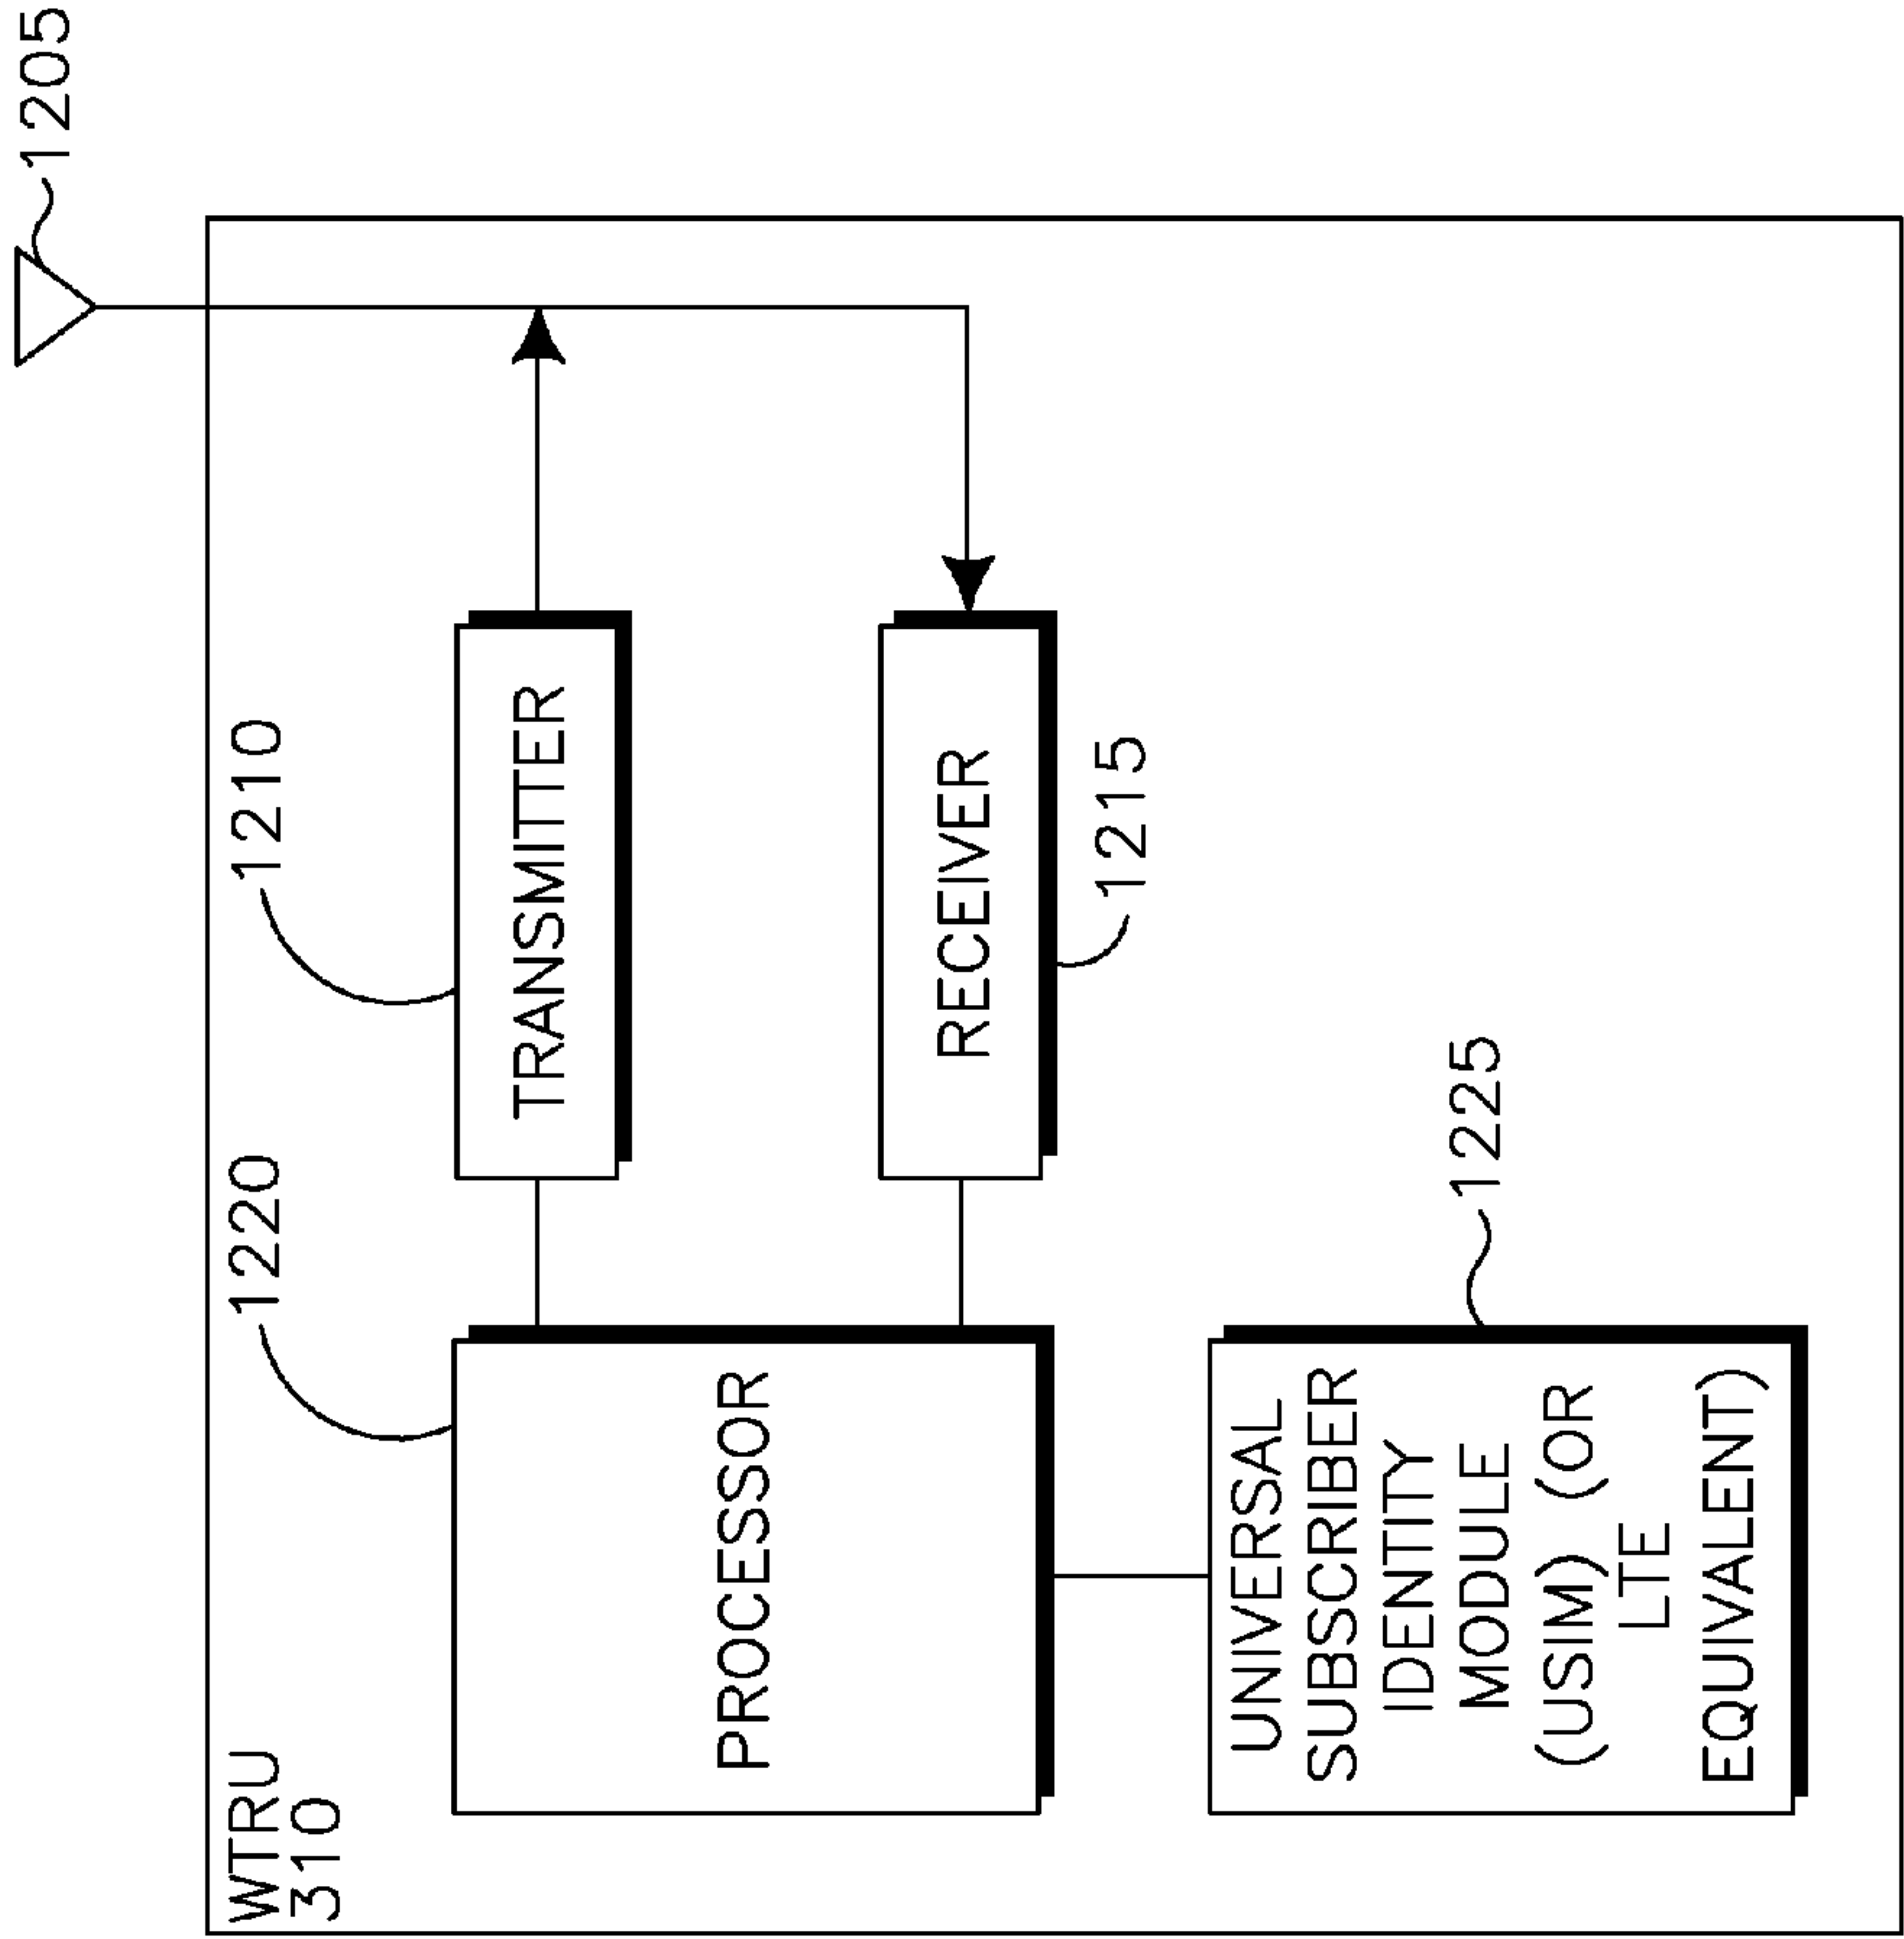 1205
WTRU
310
1220
1210
TRANSMITTER
PROCESSOR
RECEIVER
1215
1225
UNIVERSAL
SUBSCRIBER
IDENTITY
MODULE
(USIM) (OR
LTE
EQUIVALENT)